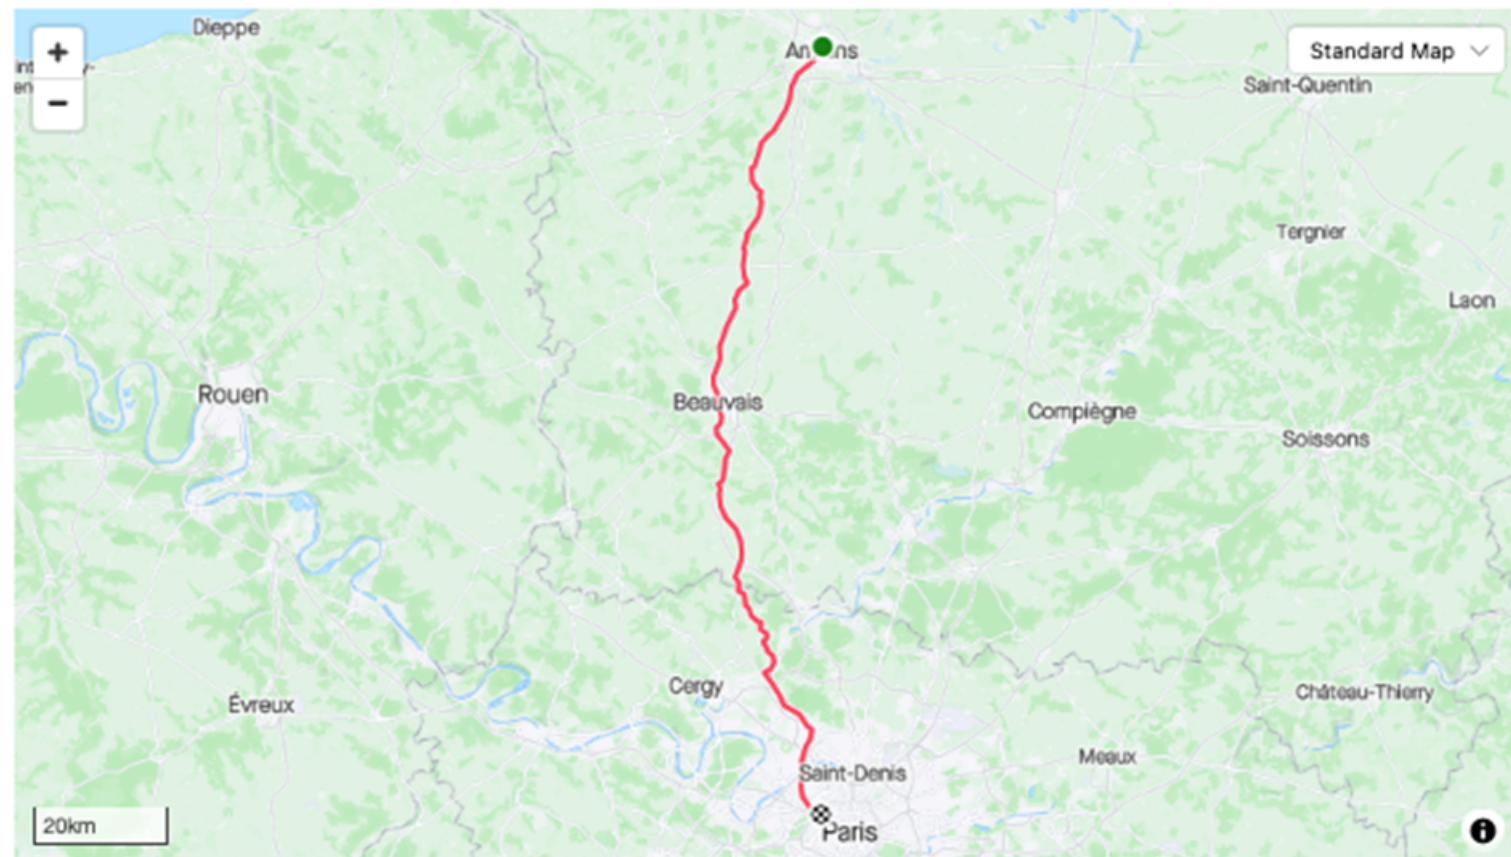 Dieppe
+
−
Standard Map
Saint-Quentin
Tergnier
Laon
Rouen
Beauvais
Compiègne
Soissons
Cergy
Évreux
Château-Thierry
Meaux
Saint-Denis
20km
Paris
i